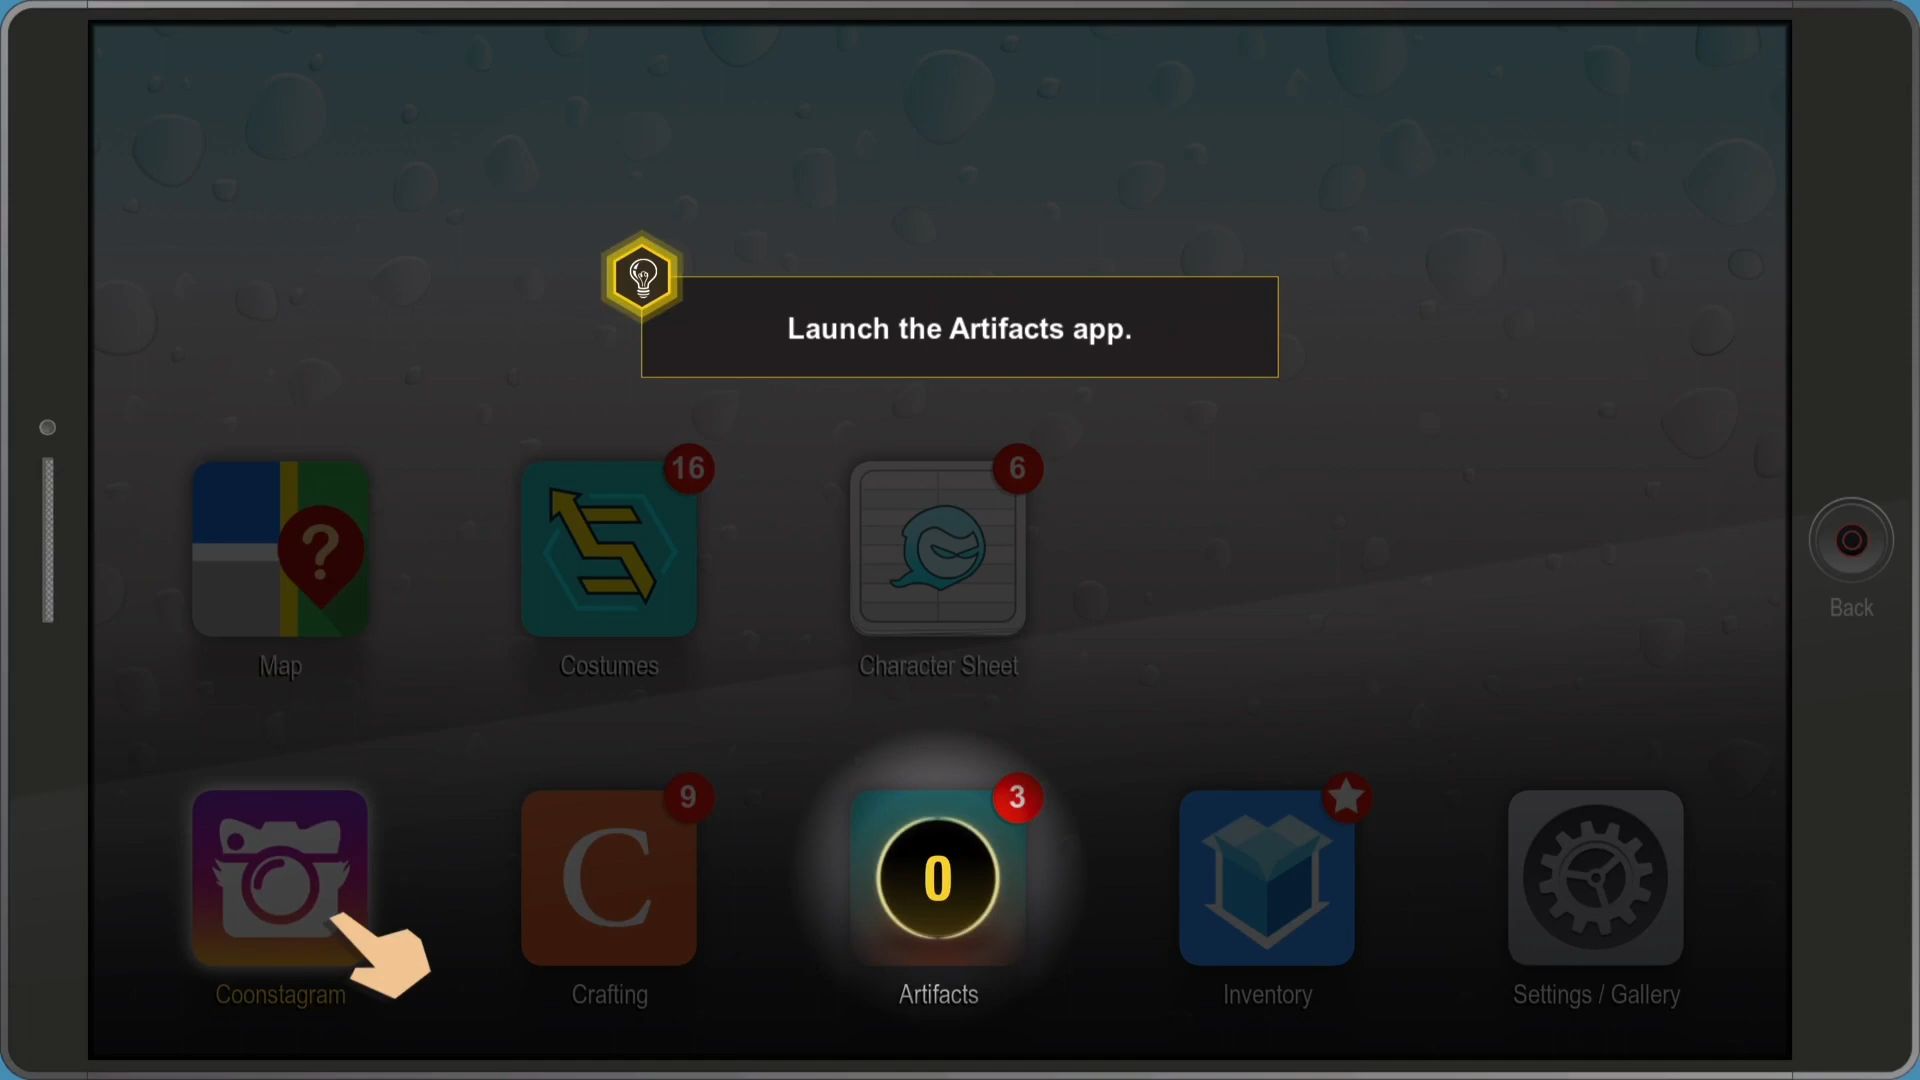 Launch the Artifacts app.
16
6
?
Map
Costumes
Character Sheet
Back
9
3
C
0
Coonstagram
Crafting
Artifacts
Inventory
Settings / Gallery